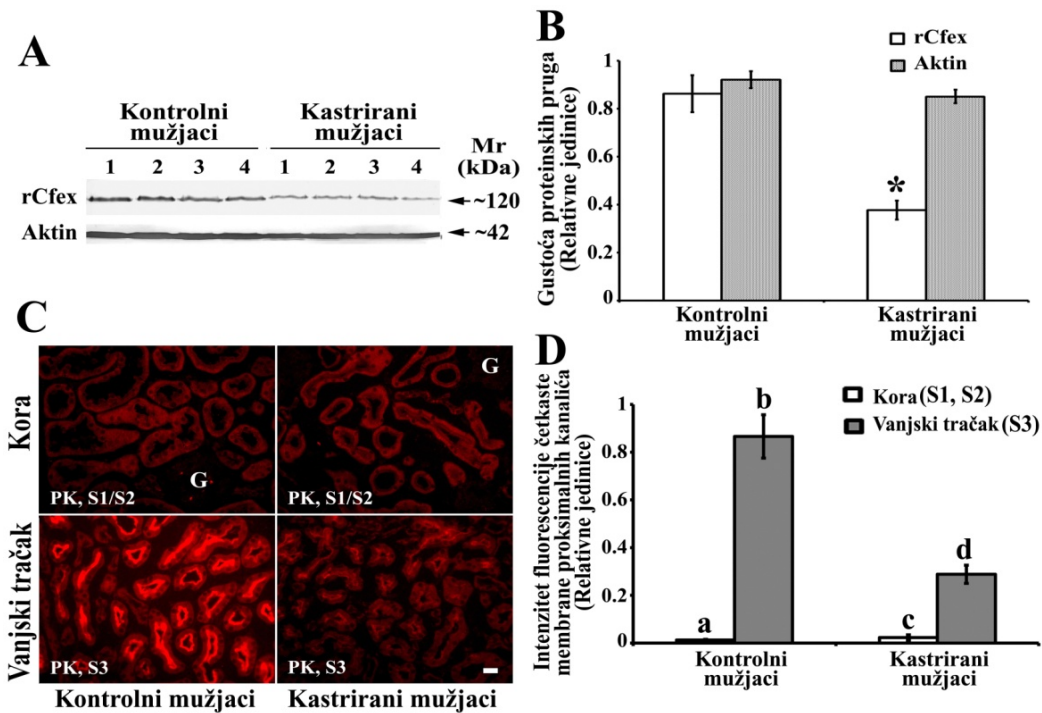 A
Kontrolni
mužjaci
Kastrirani
mužjaci
Mr
(kDa)
1 2 3 4 1 2 3 4
rCfex
~120
Aktin
~42
B
rCfex
Aktin
Gustoća proteinskih pruga
(Relativne jedinice)
1
0.8
0.6
0.4
0.2
0
*
Kontrolni
mužjaci
Kastrirani
mužjaci
C
Kora
G
G
PK, S1/S2
PK, S1/S2
Vanjski tračak
PK, S3
PK, S3
Kontrolni mužjaci
Kastrirani mužjaci
D
Kora (S1, S2)
Vanjski tračak (S3)
Intenzitet fluorescencije četkaste
membrane proksimalnih kanalića
(Relativne jedinice)
1
0.8
0.6
0.4
0.2
0
a
b
c
d
Kontrolni
mužjaci
Kastrirani
mužjaci